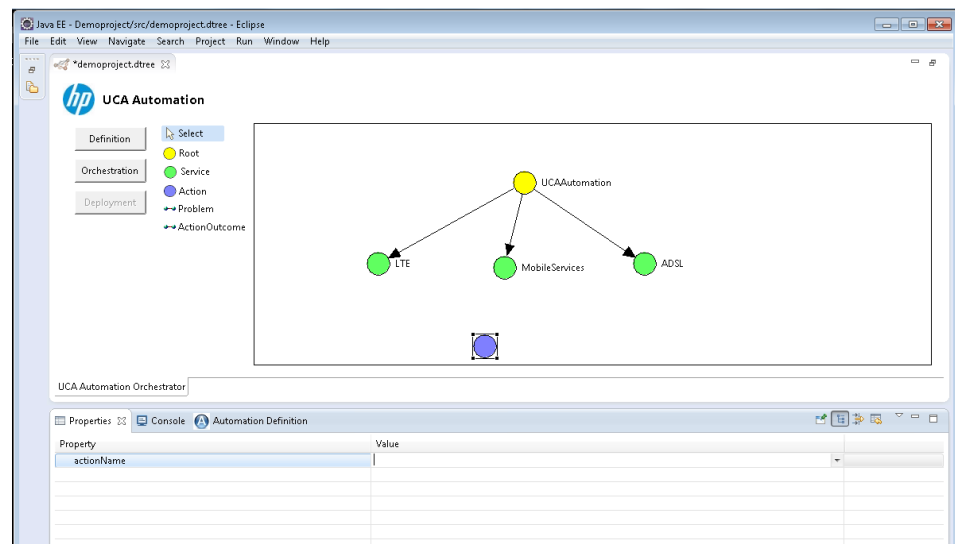 Java EE - Demoproject/src/demoproject.dtree - Eclipse
File Edit View Navigate Search Project Run Window Help
*demoproject.dtree
hp UCA Automation
Definition
Orchestration
Deployment
Select
Root
Service
Action
Problem
ActionOutcome
UCAAutomation
LTE
MobileServices
ADSL
UCA Automation Orchestrator
Properties Console Automation Definition
Property Value
actionName